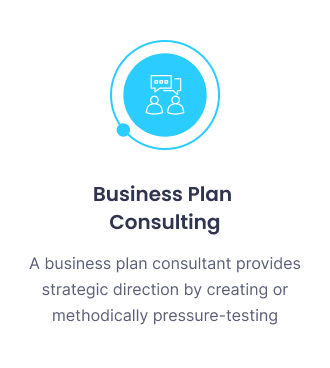 Business Plan
Consulting
A business plan consultant provides
strategic direction by creating or
methodically pressure-testing